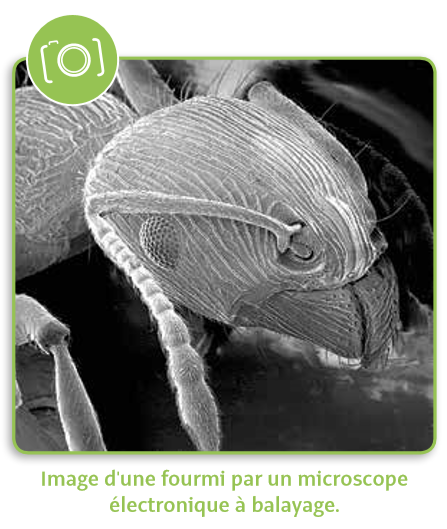 Image d'une fourmi par un microscope
électronique à balayage.